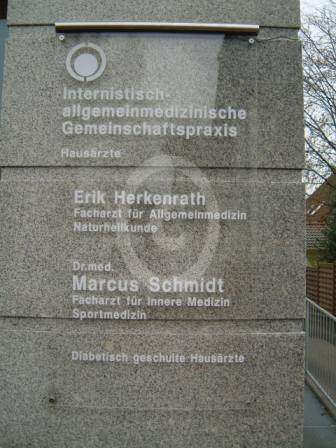 Internistisch-
allgemeinmedizinische
Gemeinschaftspraxis
Hausärzte
Erik Herkenrath
Facharzt für Allgemeinmedizin
Naturheilkunde
Dr.med.
Marcus Schmidt
Facharzt für Innere Medizin
Sportmedizin
Diabetisch geschulte Hausärzte